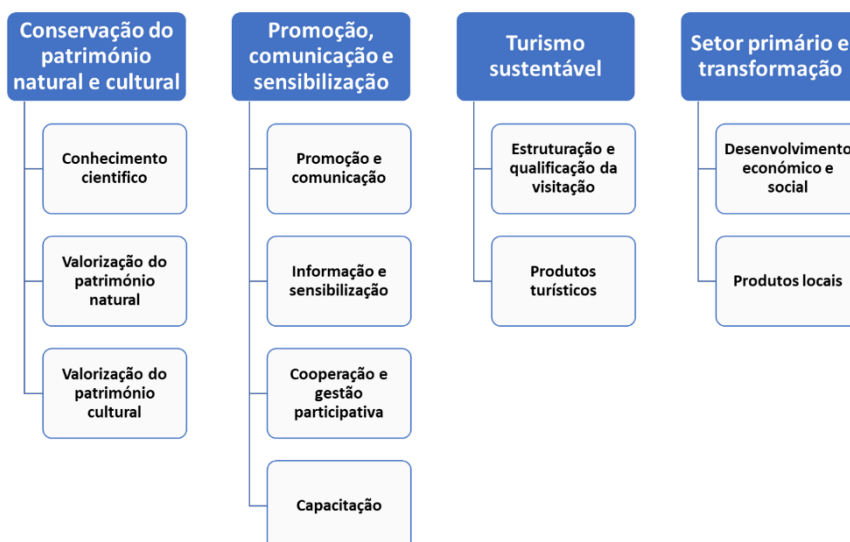 Conservação do
património
natural e cultural
Conhecimento
cientifico
Valorização do
património
natural
Valorização do
património
cultural
Promoção,
comunicação e
sensibilização
Promoção e
comunicação
Informação e
sensibilização
Cooperação e
gestão
participativa
Capacitação
Turismo
sustentável
Estruturação e
qualificação da
visitação
Produtos
turísticos
Setor primário e
transformação
Desenvolvimento
económico e
social
Produtos locais